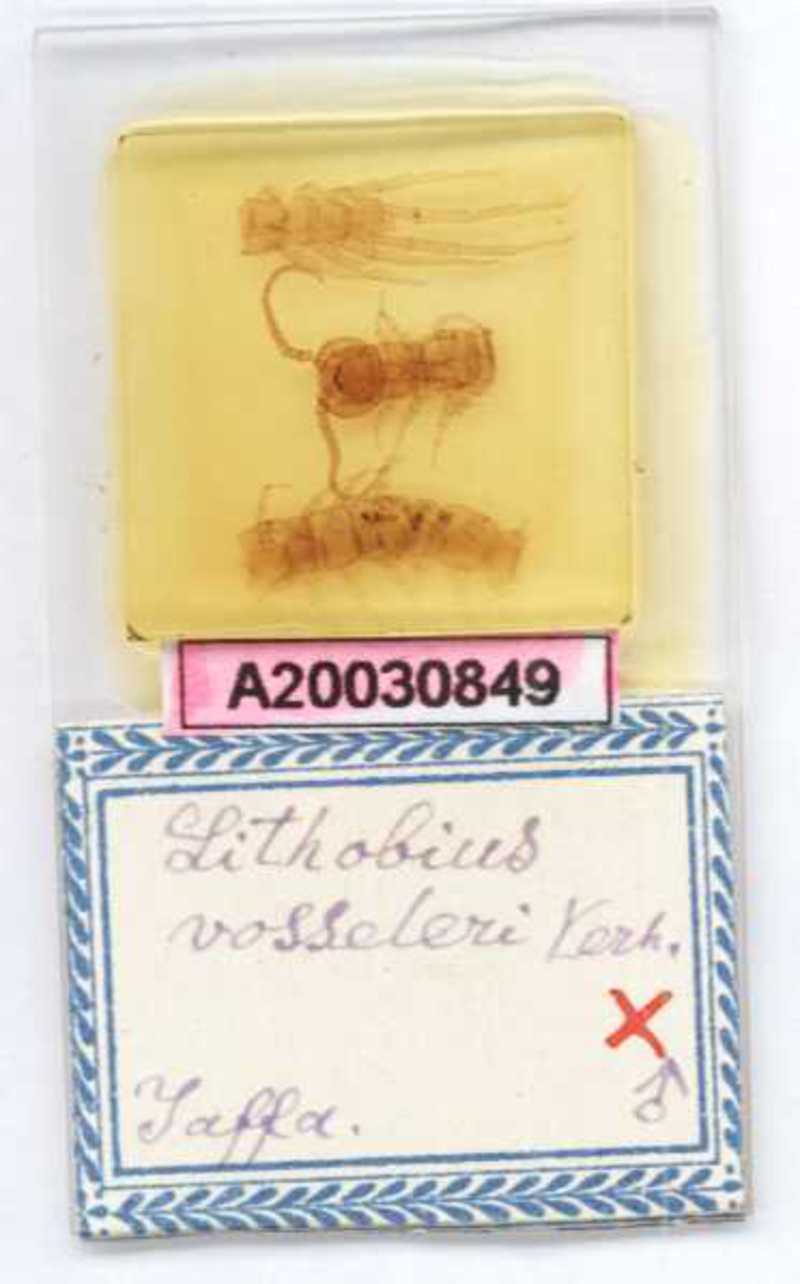 A20030849
Lithobius
vosseleri Verh.
X
♂
Jaffa.